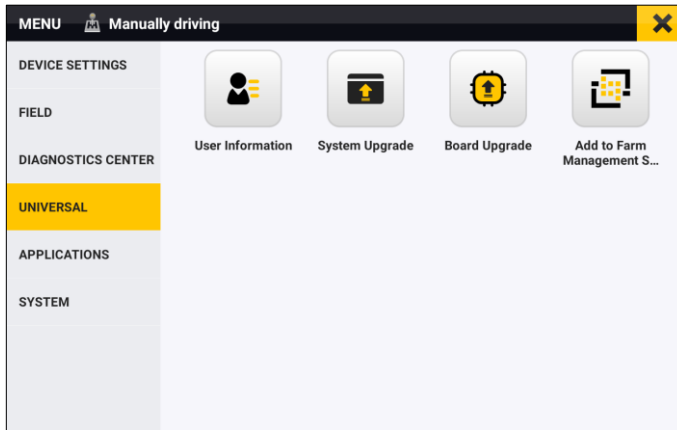 MENU Manually driving
DEVICE SETTINGS
FIELD
DIAGNOSTICS CENTER
UNIVERSAL
APPLICATIONS
SYSTEM
User Information
System Upgrade
Board Upgrade
Add to Farm
Management S...